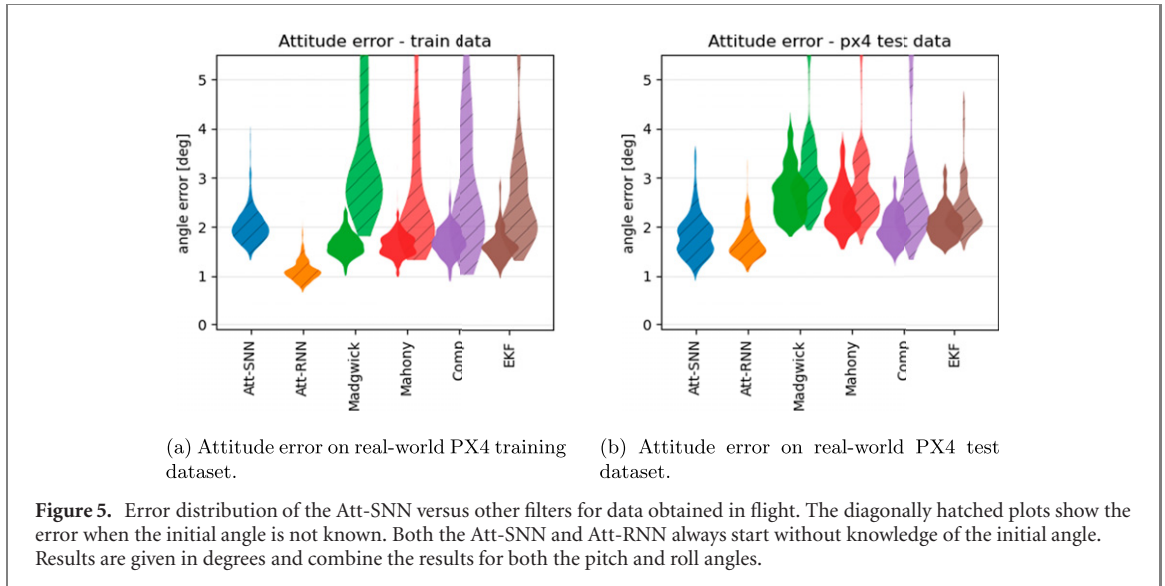 Attitude error - train data
5
4
3
2
1
0
angle error [deg]
Att-SNN
Att-RNN
Madgwick
Mahony
Comp
EKF
(a) Attitude error on real-world PX4 training
dataset.
Attitude error - px4 test data
5
4
3
2
1
0
angle error [deg]
Att-SNN
Att-RNN
Madgwick
Mahony
Comp
EKF
(b) Attitude error on real-world PX4 test
dataset.
Figure 5. Error distribution of the Att-SNN versus other filters for data obtained in flight. The diagonally hatched plots show the
error when the initial angle is not known. Both the Att-SNN and Att-RNN always start without knowledge of the initial angle.
Results are given in degrees and combine the results for both the pitch and roll angles.